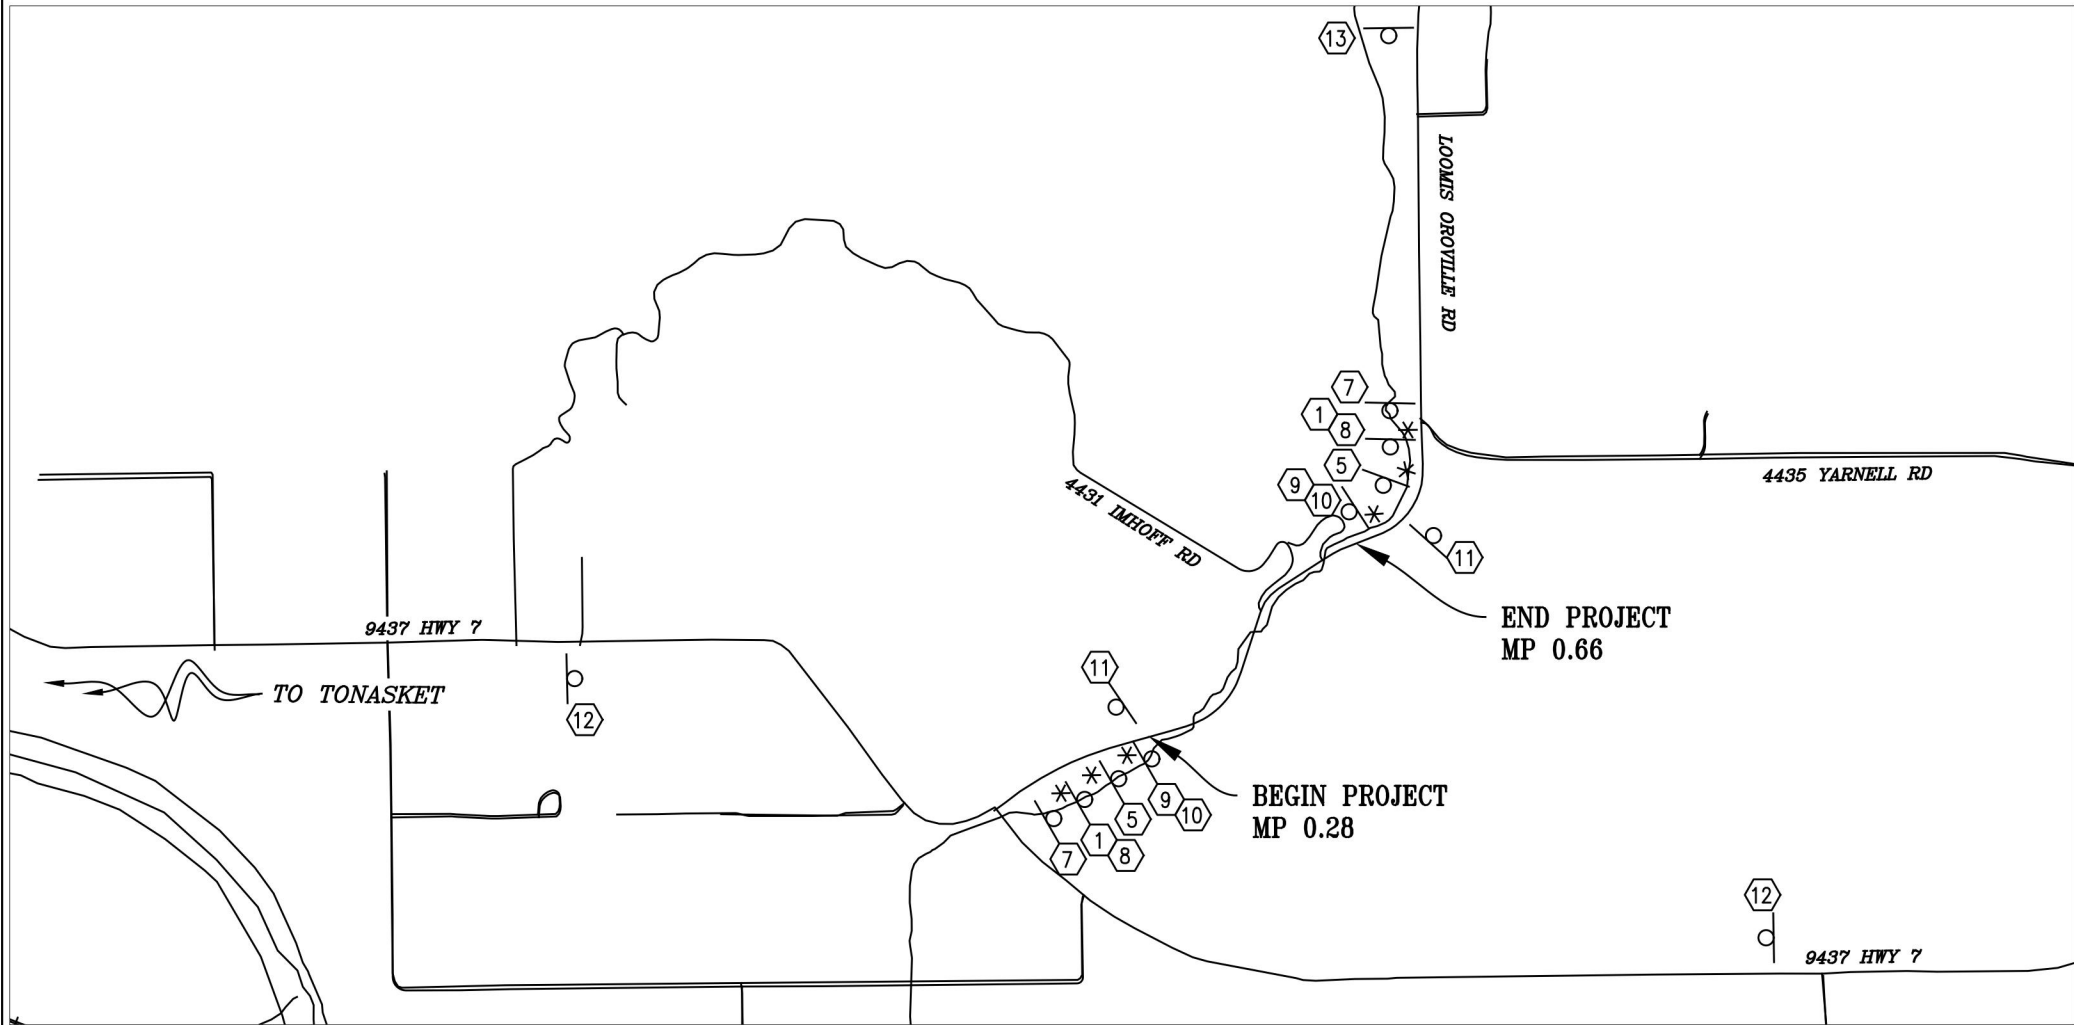 13
LOOMIS OROVILLE RD
7
1
8
5
9
10
4435 YARNELL RD
4431 IMHOFF RD
11
END PROJECT
MP 0.66
9437 HWY 7
11
TO TONASKET
12
BEGIN PROJECT
MP 0.28
9
10
5
1
8
7
12
9437 HWY 7